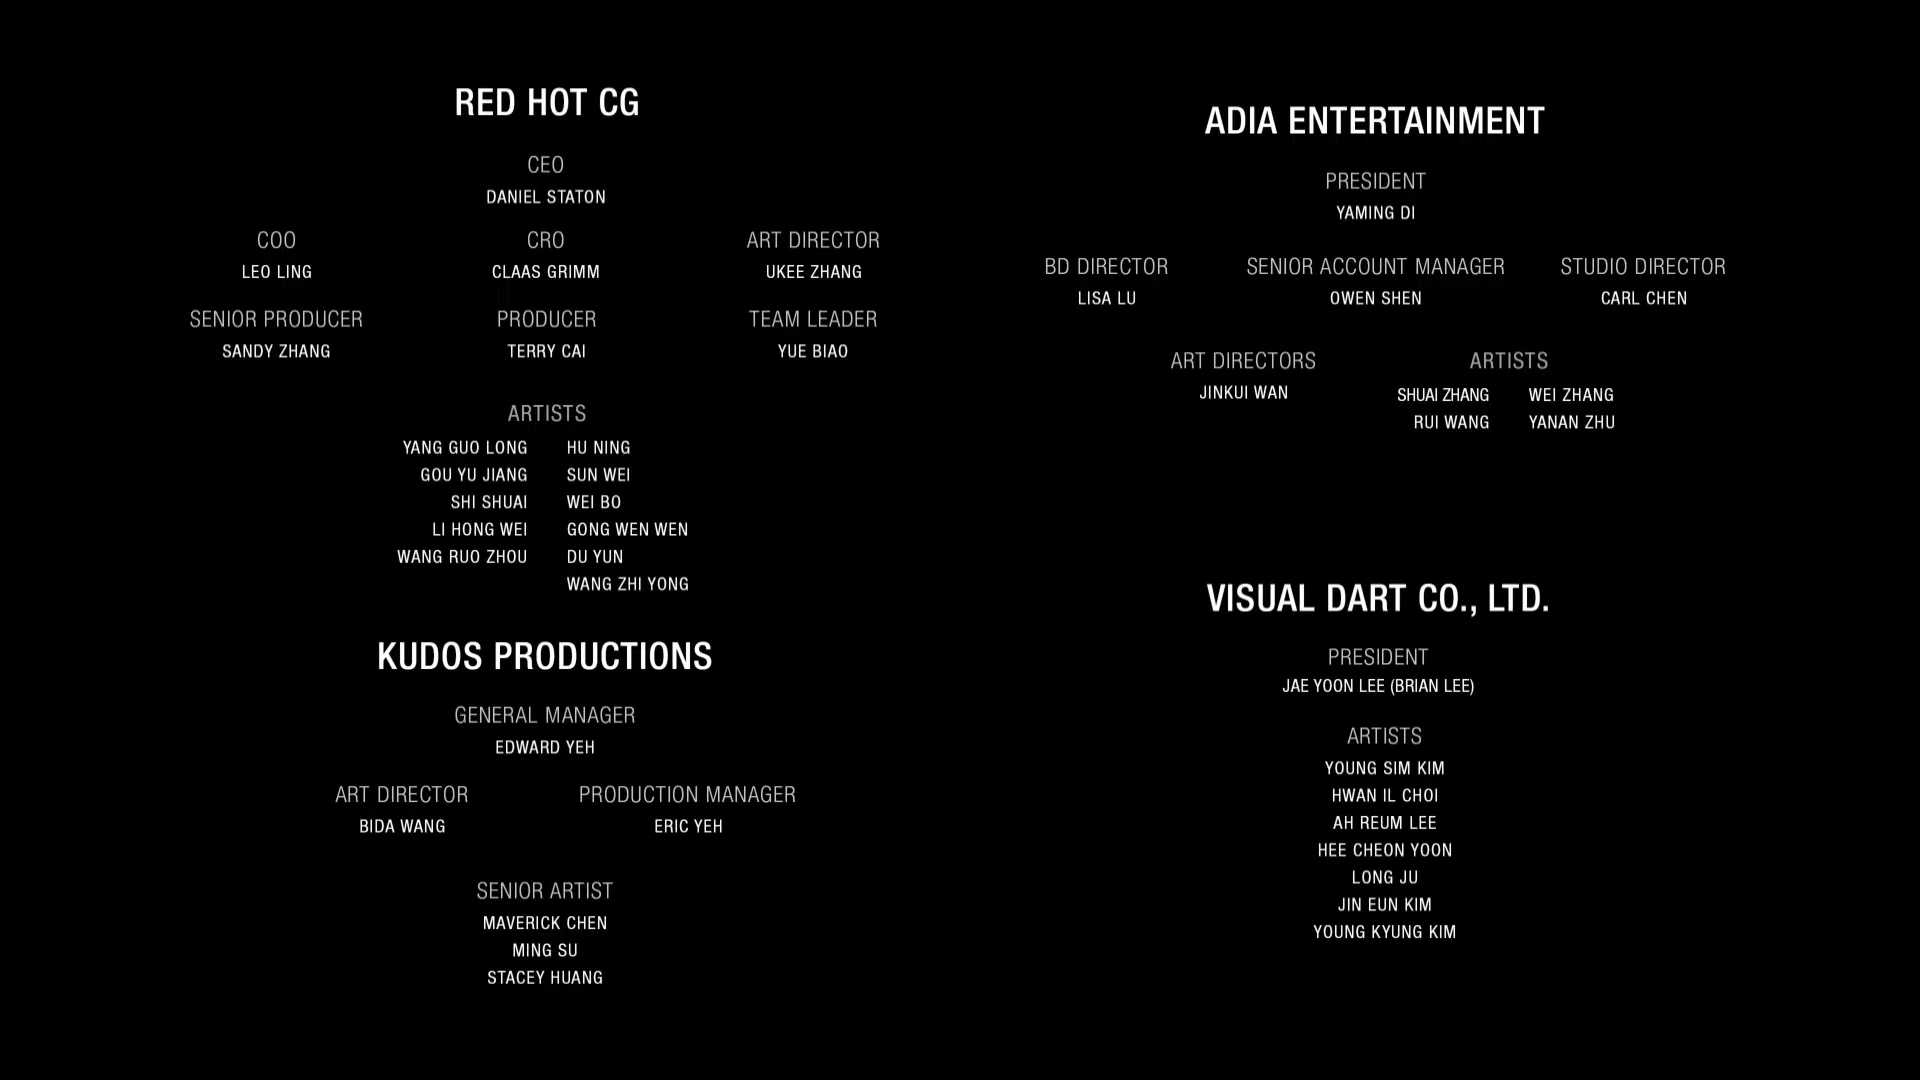 RED HOT CG
CEO
DANIEL STATON
COO CRO ART DIRECTOR
LEO LING CLAAS GRIMM UKEE ZHANG
SENIOR PRODUCER PRODUCER TEAM LEADER
SANDY ZHANG TERRY CAI YUE BIAO
ARTISTS
YANG GUO LONG HU NING
GOU YU JIANG SUN WEI
SHI SHUAI WEI BO
LI HONG WEI GONG WEN WEN
WANG RUO ZHOU DU YUN
WANG ZHI YONG
KUDOS PRODUCTIONS
GENERAL MANAGER
EDWARD YEH
ART DIRECTOR PRODUCTION MANAGER
BIDA WANG ERIC YEH
SENIOR ARTIST
MAVERICK CHEN
MING SU
STACEY HUANG
ADIA ENTERTAINMENT
PRESIDENT
YAMING DI
BD DIRECTOR SENIOR ACCOUNT MANAGER STUDIO DIRECTOR
LISA LU OWEN SHEN CARL CHEN
ART DIRECTORS ARTISTS
JINKUI WAN SHUAI ZHANG WEI ZHANG
RUI WANG YANAN ZHU
VISUAL DART CO., LTD.
PRESIDENT
JAE YOON LEE (BRIAN LEE)
ARTISTS
YOUNG SIM KIM
HWAN IL CHOI
AH REUM LEE
HEE CHEON YOON
LONG JU
JIN EUN KIM
YOUNG KYUNG KIM